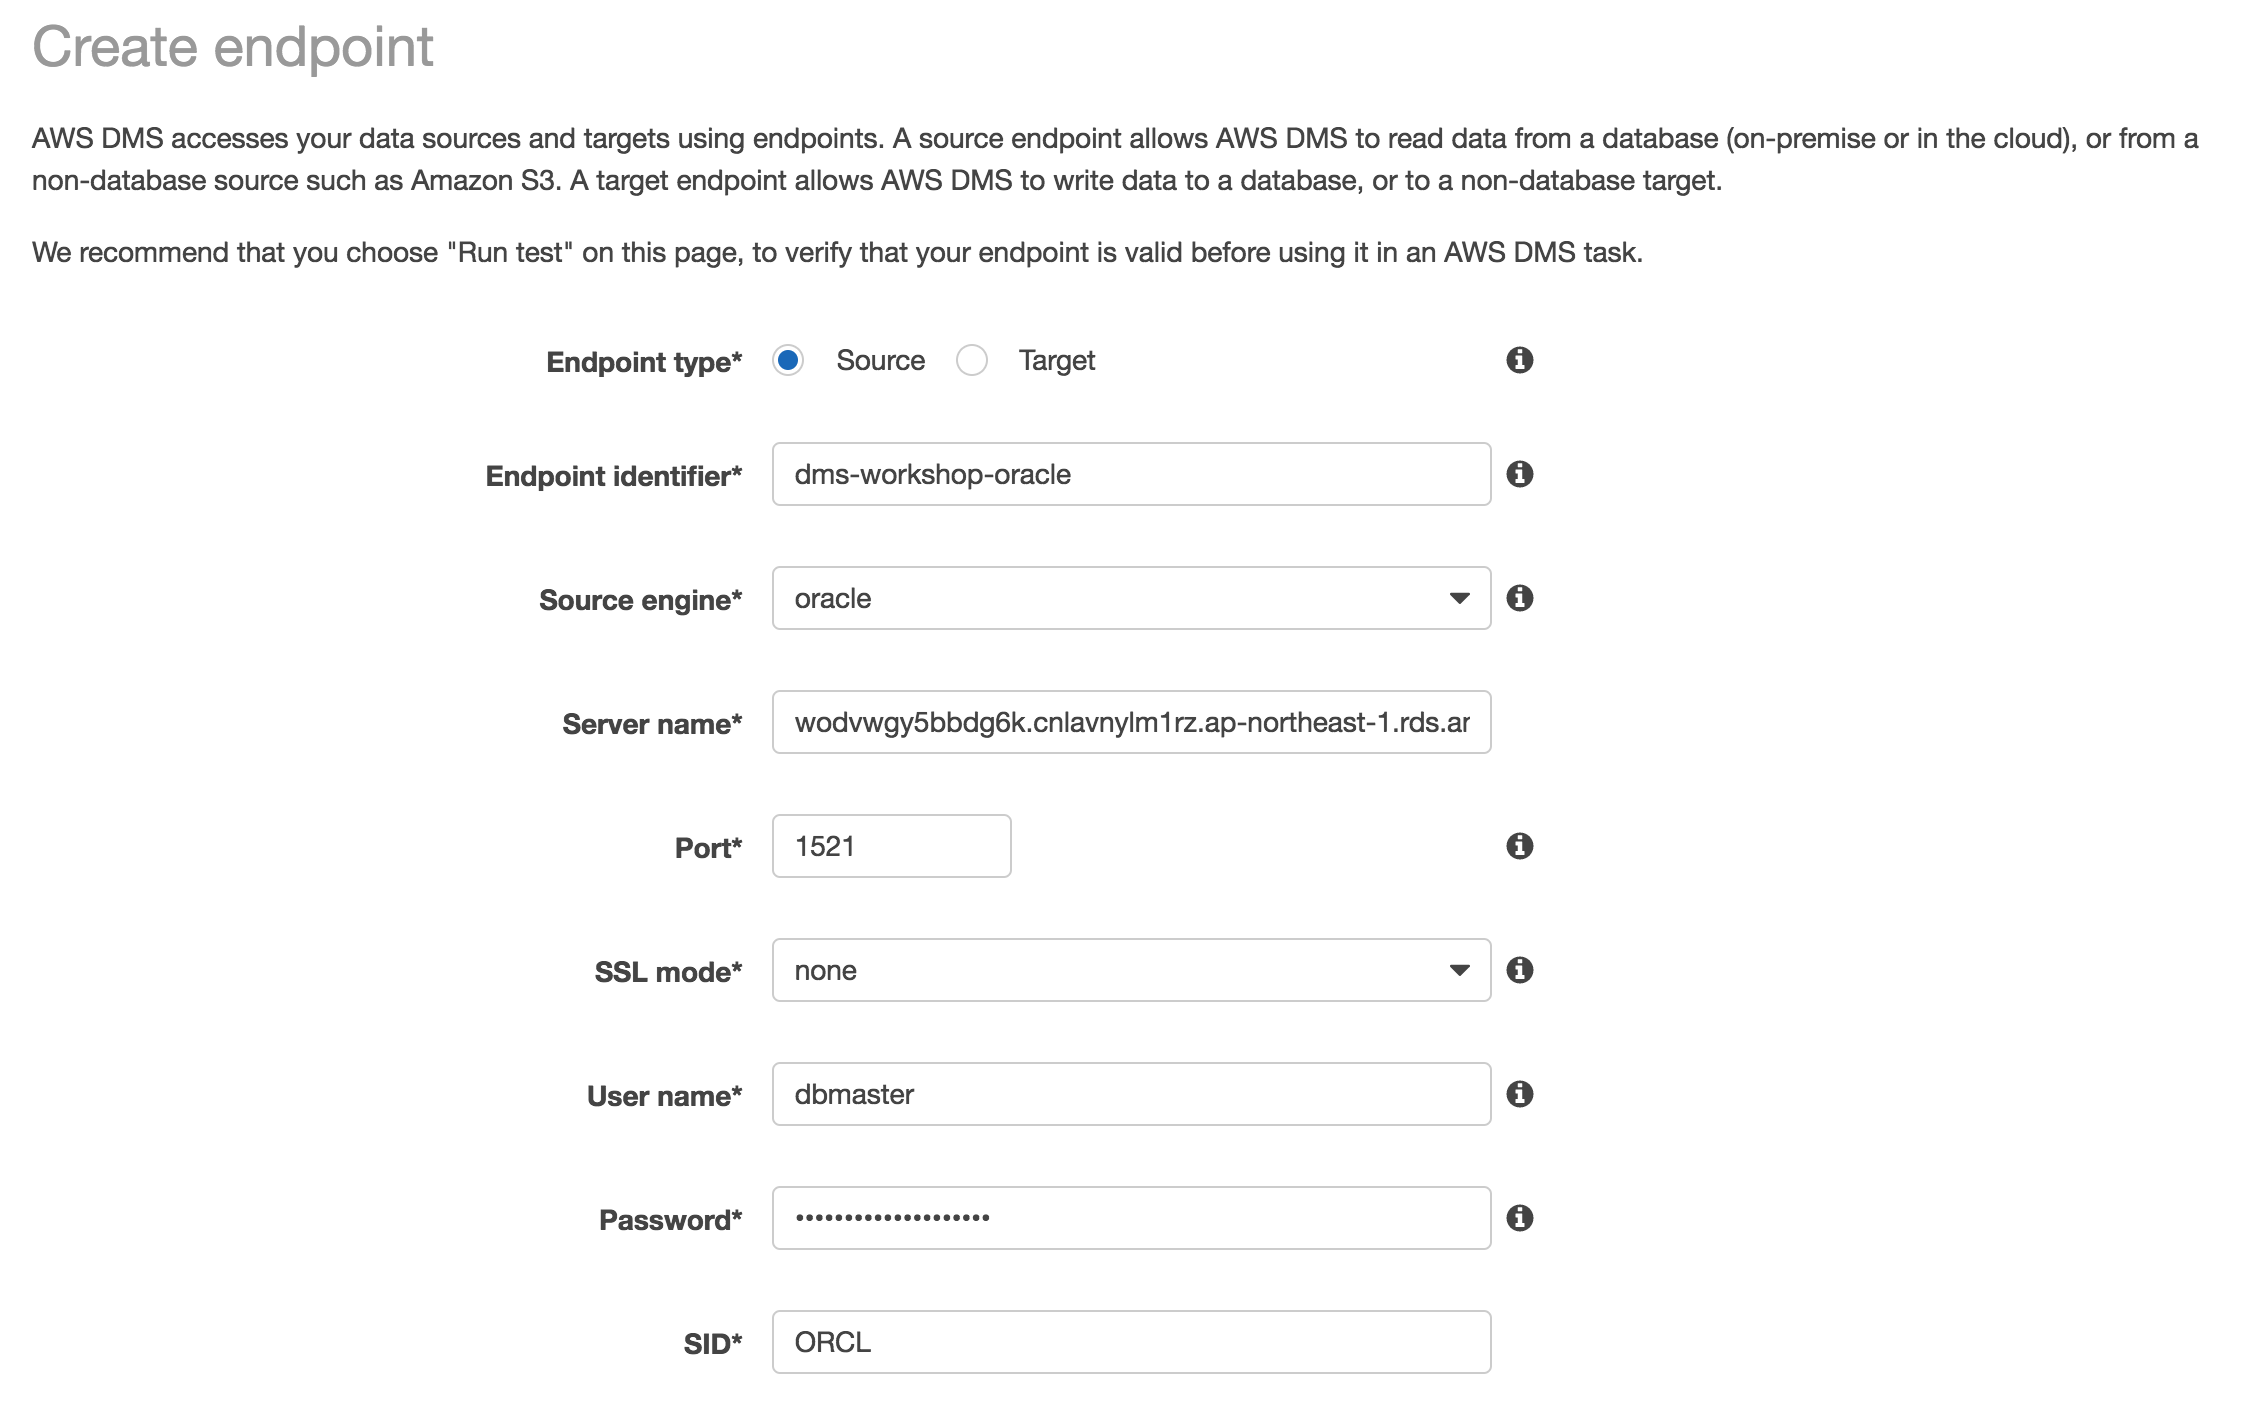 Create endpoint
AWS DMS accesses your data sources and targets using endpoints. A source endpoint allows AWS DMS to read data from a database (on-premise or in the cloud), or from a
non-database source such as Amazon S3. A target endpoint allows AWS DMS to write data to a database, or to a non-database target.
We recommend that you choose "Run test" on this page, to verify that your endpoint is valid before using it in an AWS DMS task.
Endpoint type* Source Target
Endpoint identifier* dms-workshop-oracle
Source engine* oracle
Server name* wodvwgy5bbdg6k.cnlavnylm1rz.ap-northeast-1.rds.ar
Port* 1521
SSL mode* none
User name* dbmaster
Password* ••••••••••••••••••••
SID* ORCL